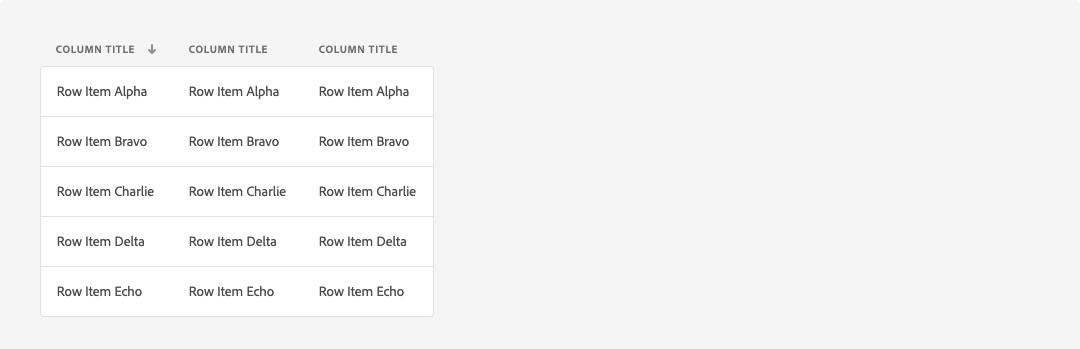 COLUMN TITLE COLUMN TITLE COLUMN TITLE
Row Item Alpha Row Item Alpha Row Item Alpha
Row Item Bravo Row Item Bravo Row Item Bravo
Row Item Charlie Row Item Charlie Row Item Charlie
Row Item Delta Row Item Delta Row Item Delta
Row Item Echo Row Item Echo Row Item Echo